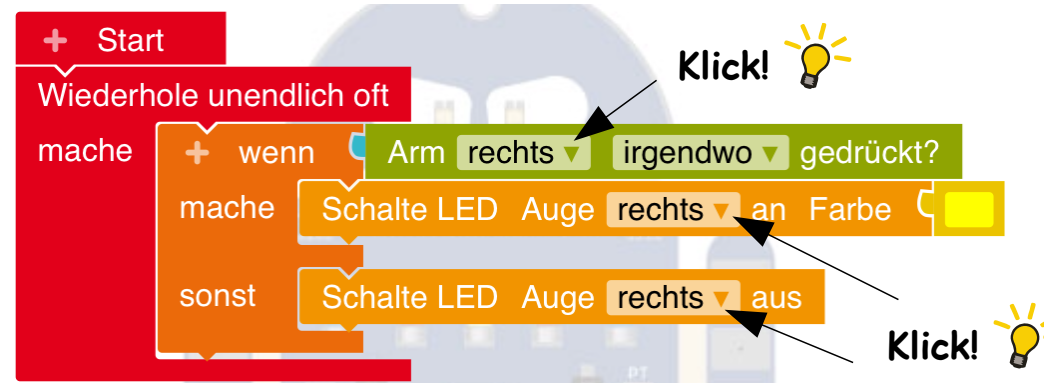 + Start
Klick!
Wiederhole unendlich oft
mache + wenn Arm rechts ▾ irgendwo ▾ gedrückt?
mache Schalte LED Auge rechts ▾ an Farbe
sonst Schalte LED Auge rechts ▾ aus
Klick!
PT